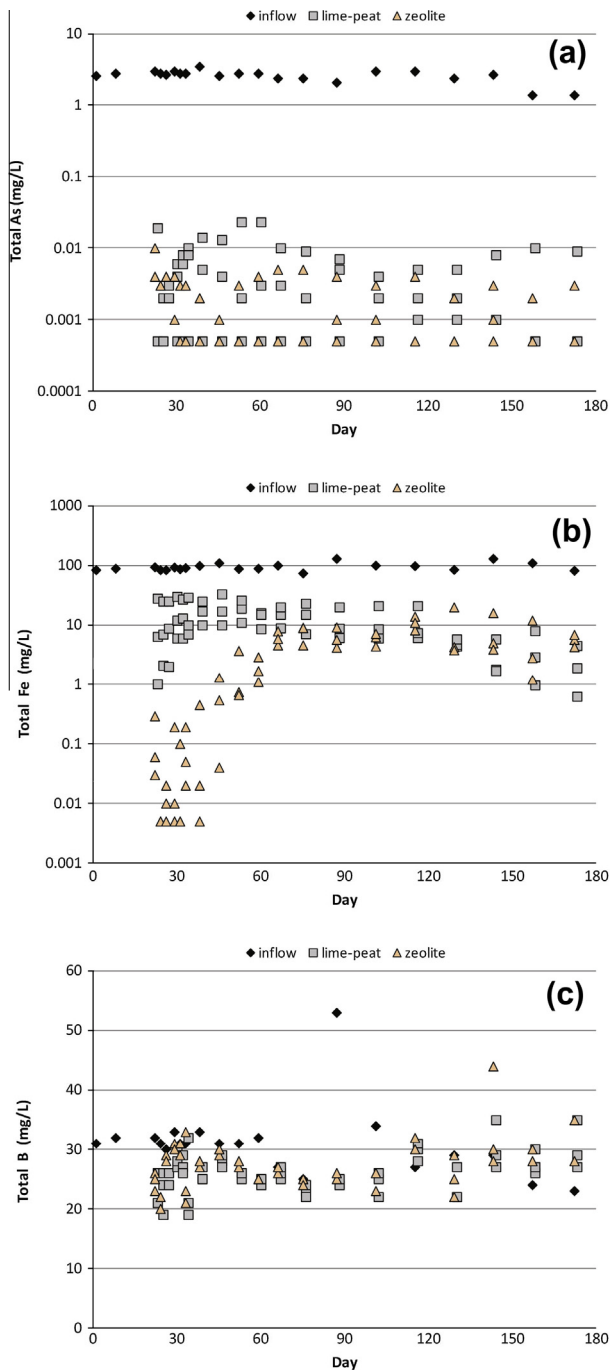 inflow lime-peat zeolite
(a)
10
1
0.1
0.01
0.001
0.0001
Total As (mg/L)
0 30 60 90 120 150 180
Day
inflow lime-peat zeolite
(b)
1000
100
10
1
0.1
0.01
0.001
Total Fe (mg/L)
0 30 60 90 120 150 180
Day
inflow lime-peat zeolite
(c)
60
50
40
30
20
10
0
Total B (mg/L)
0 30 60 90 120 150 180
Day